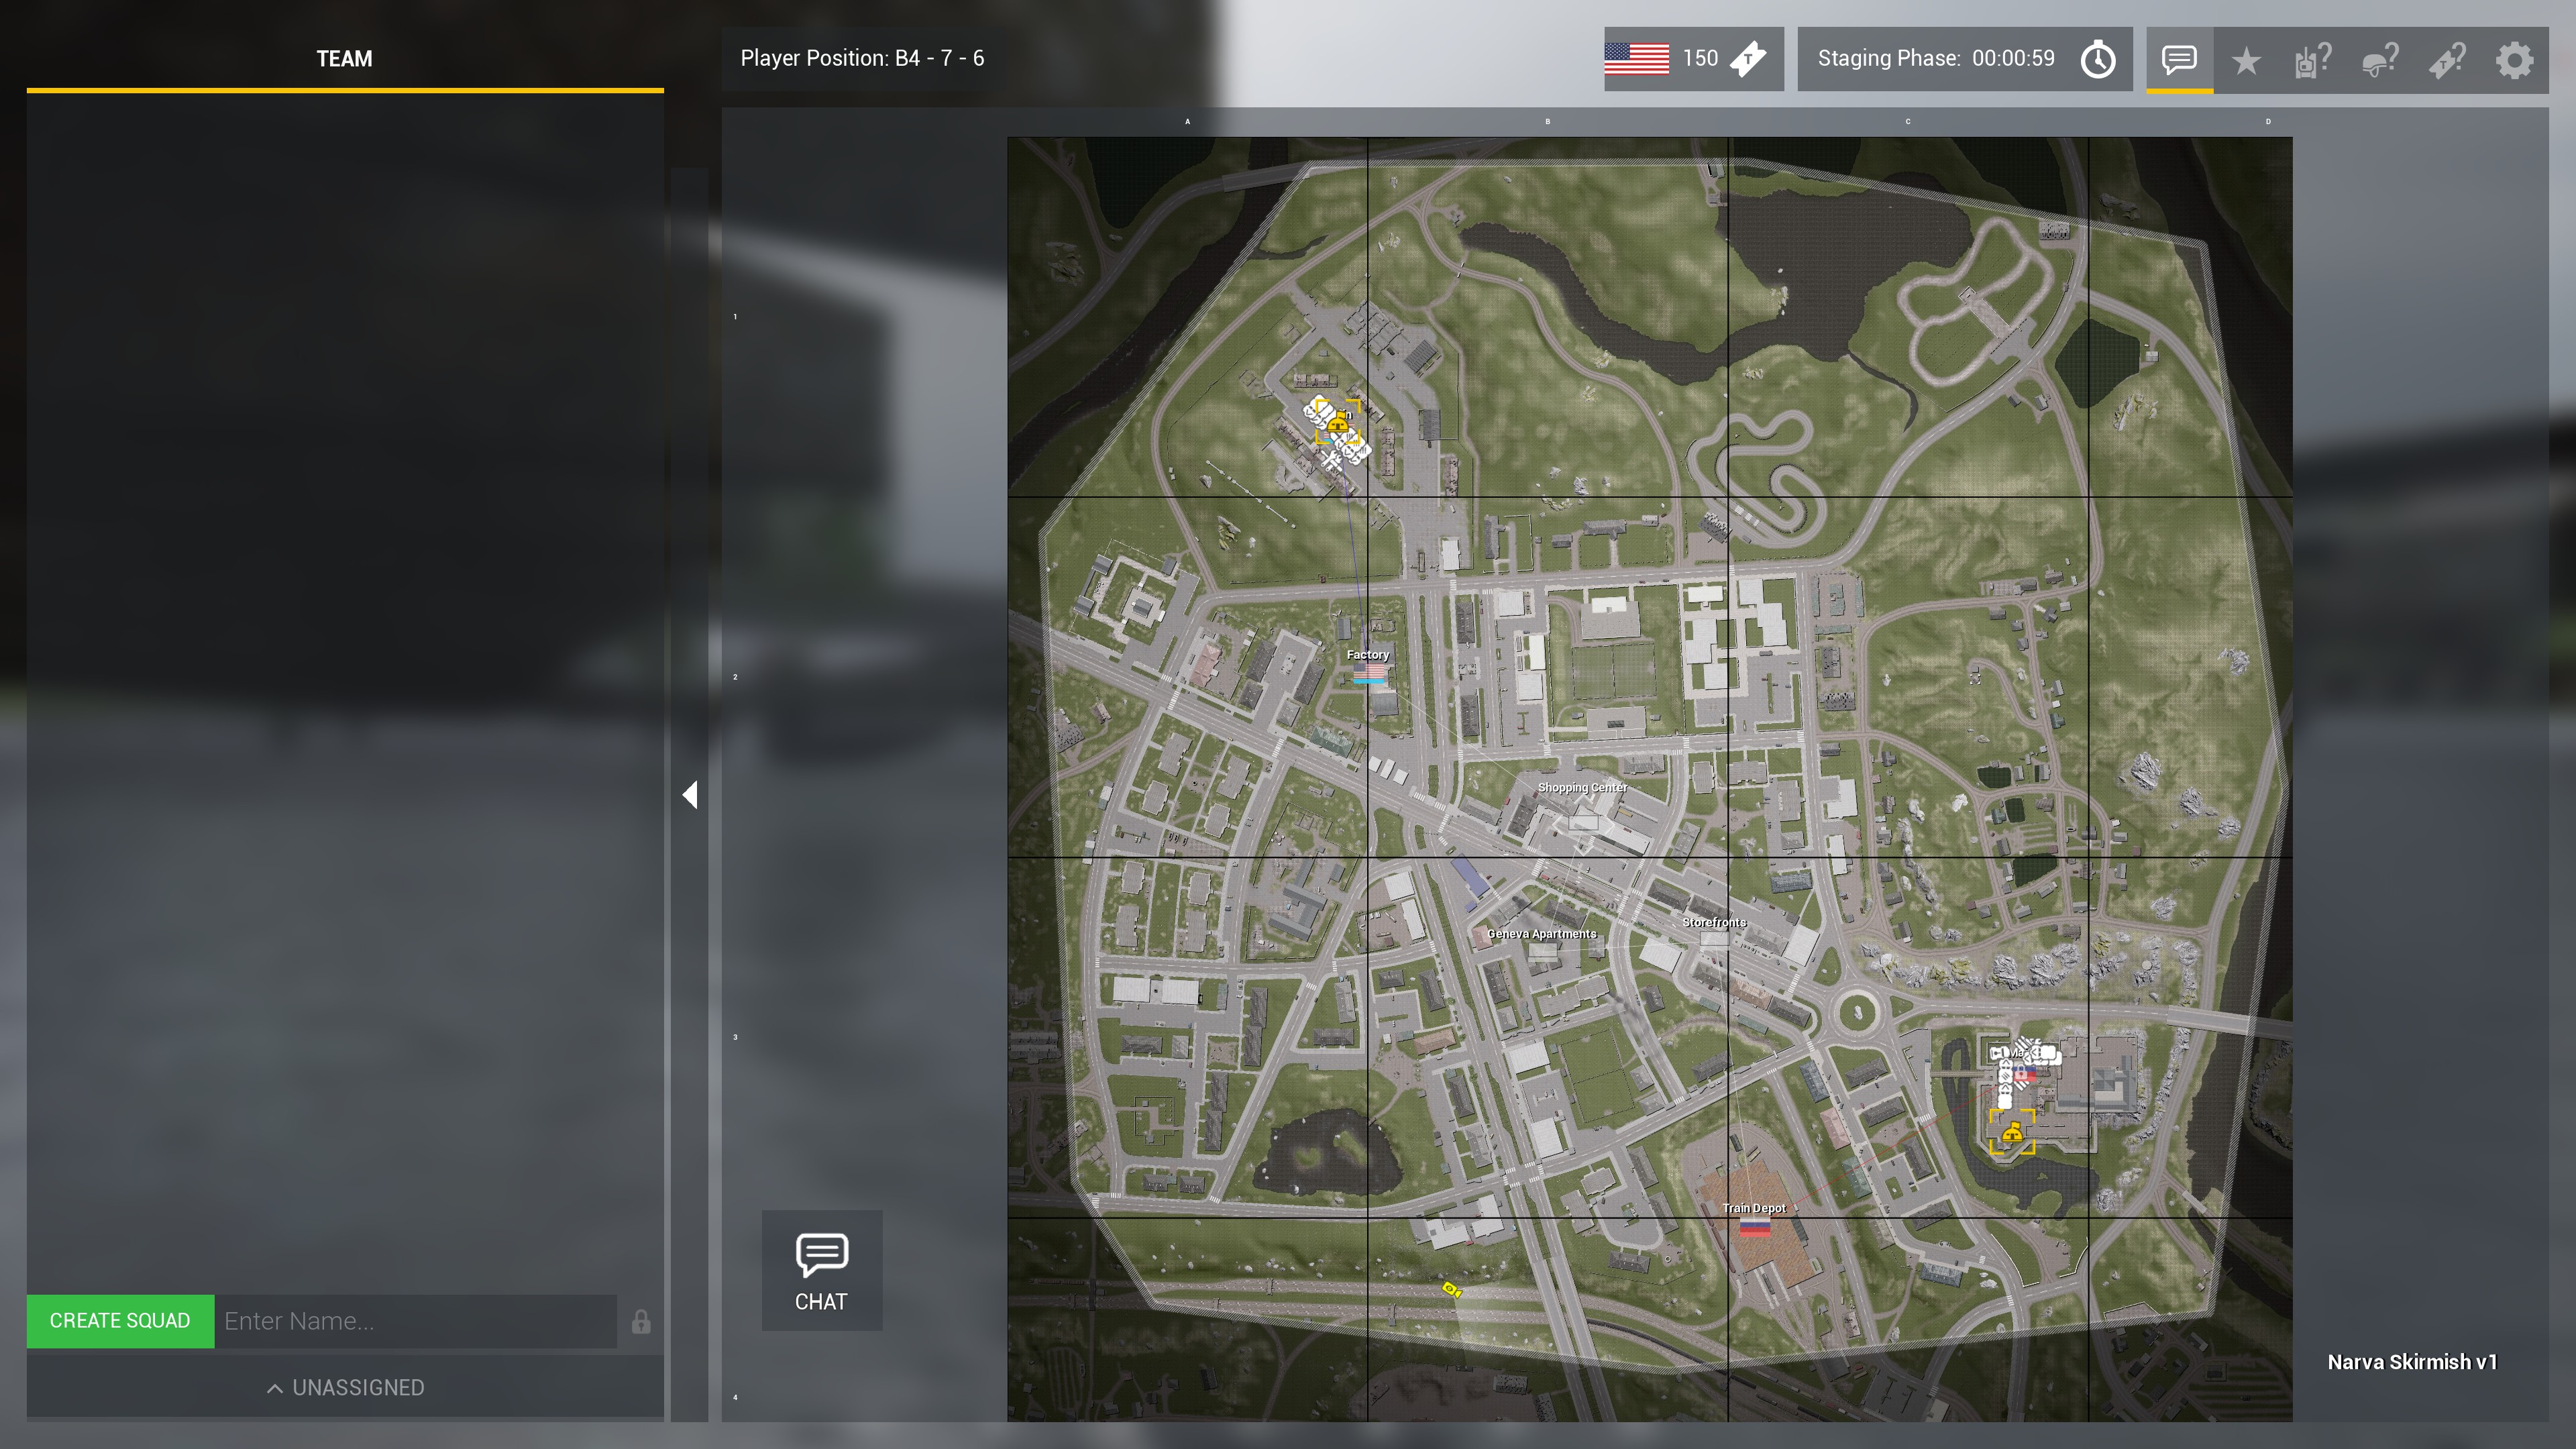 TEAM
Player Position: B4 - 7 - 6
150
T
Staging Phase: 00:00:59
?
?
T?
A
B
C
D
1
2
3
4
Factory
Shopping Center
Storefronts
Geneva Apartments
Train Depot
CHAT
CREATE SQUAD
Enter Name...
UNASSIGNED
Narva Skirmish v1